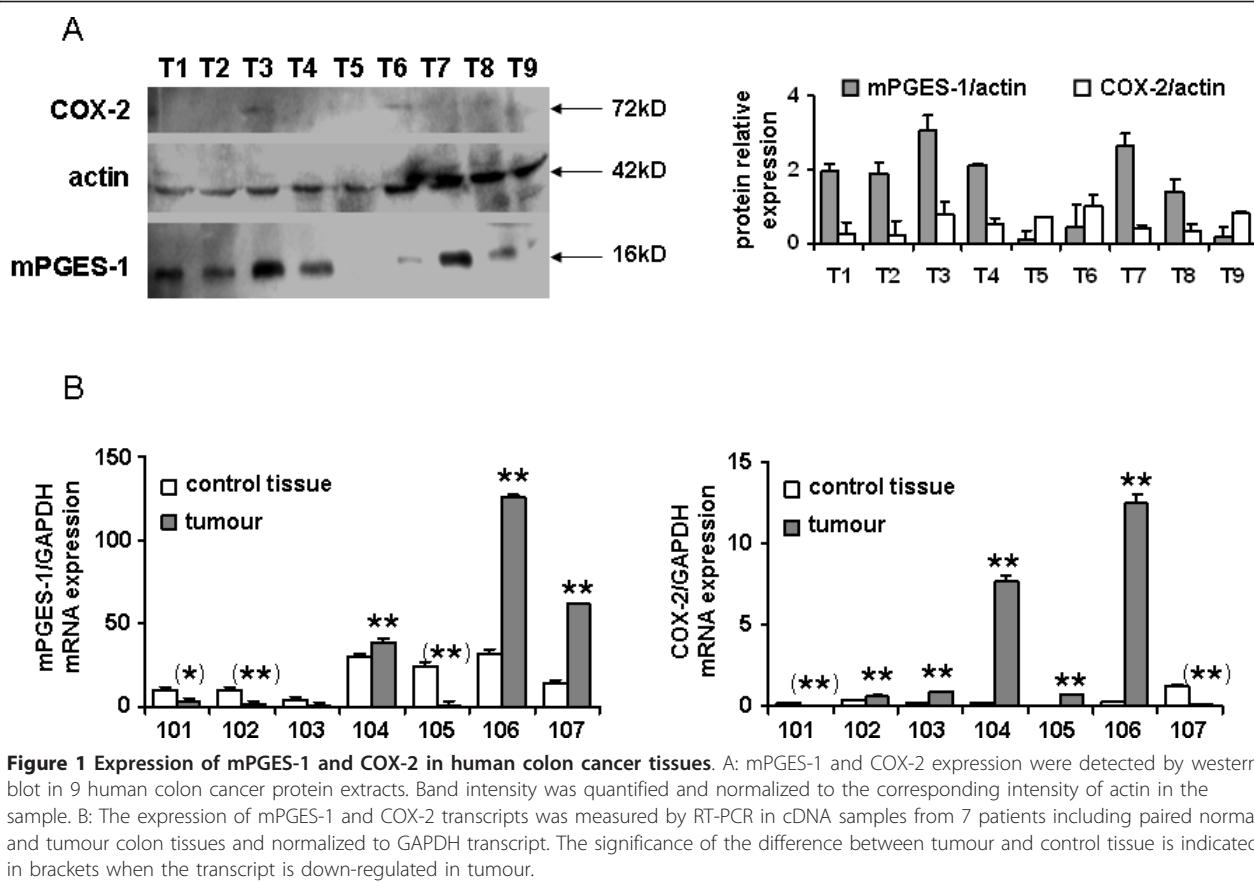 A
T1 T2 T3 T4 T5 T6 T7 T8 T9
COX-2
72kD
actin
42kD
mPGES-1
16kD
mPGES-1/actin
COX-2/actin
protein relative
expression
4
2
0
T1 T2 T3 T4 T5 T6 T7 T8 T9
B
mPGES-1/GAPDH
mRNA expression
150
100
50
0
control tissue
tumour
(*) (**) ** (**) ** **
101 102 103 104 105 106 107
COX-2/GAPDH
mRNA expression
15
10
5
0
control tissue
tumour
(**) ** ** ** ** ** (**)
101 102 103 104 105 106 107
Figure 1 Expression of mPGES-1 and COX-2 in human colon cancer tissues. A: mPGES-1 and COX-2 expression were detected by western
blot in 9 human colon cancer protein extracts. Band intensity was quantified and normalized to the corresponding intensity of actin in the
sample. B: The expression of mPGES-1 and COX-2 transcripts was measured by RT-PCR in cDNA samples from 7 patients including paired norma
and tumour colon tissues and normalized to GAPDH transcript. The significance of the difference between tumour and control tissue is indicated
in brackets when the transcript is down-regulated in tumour.